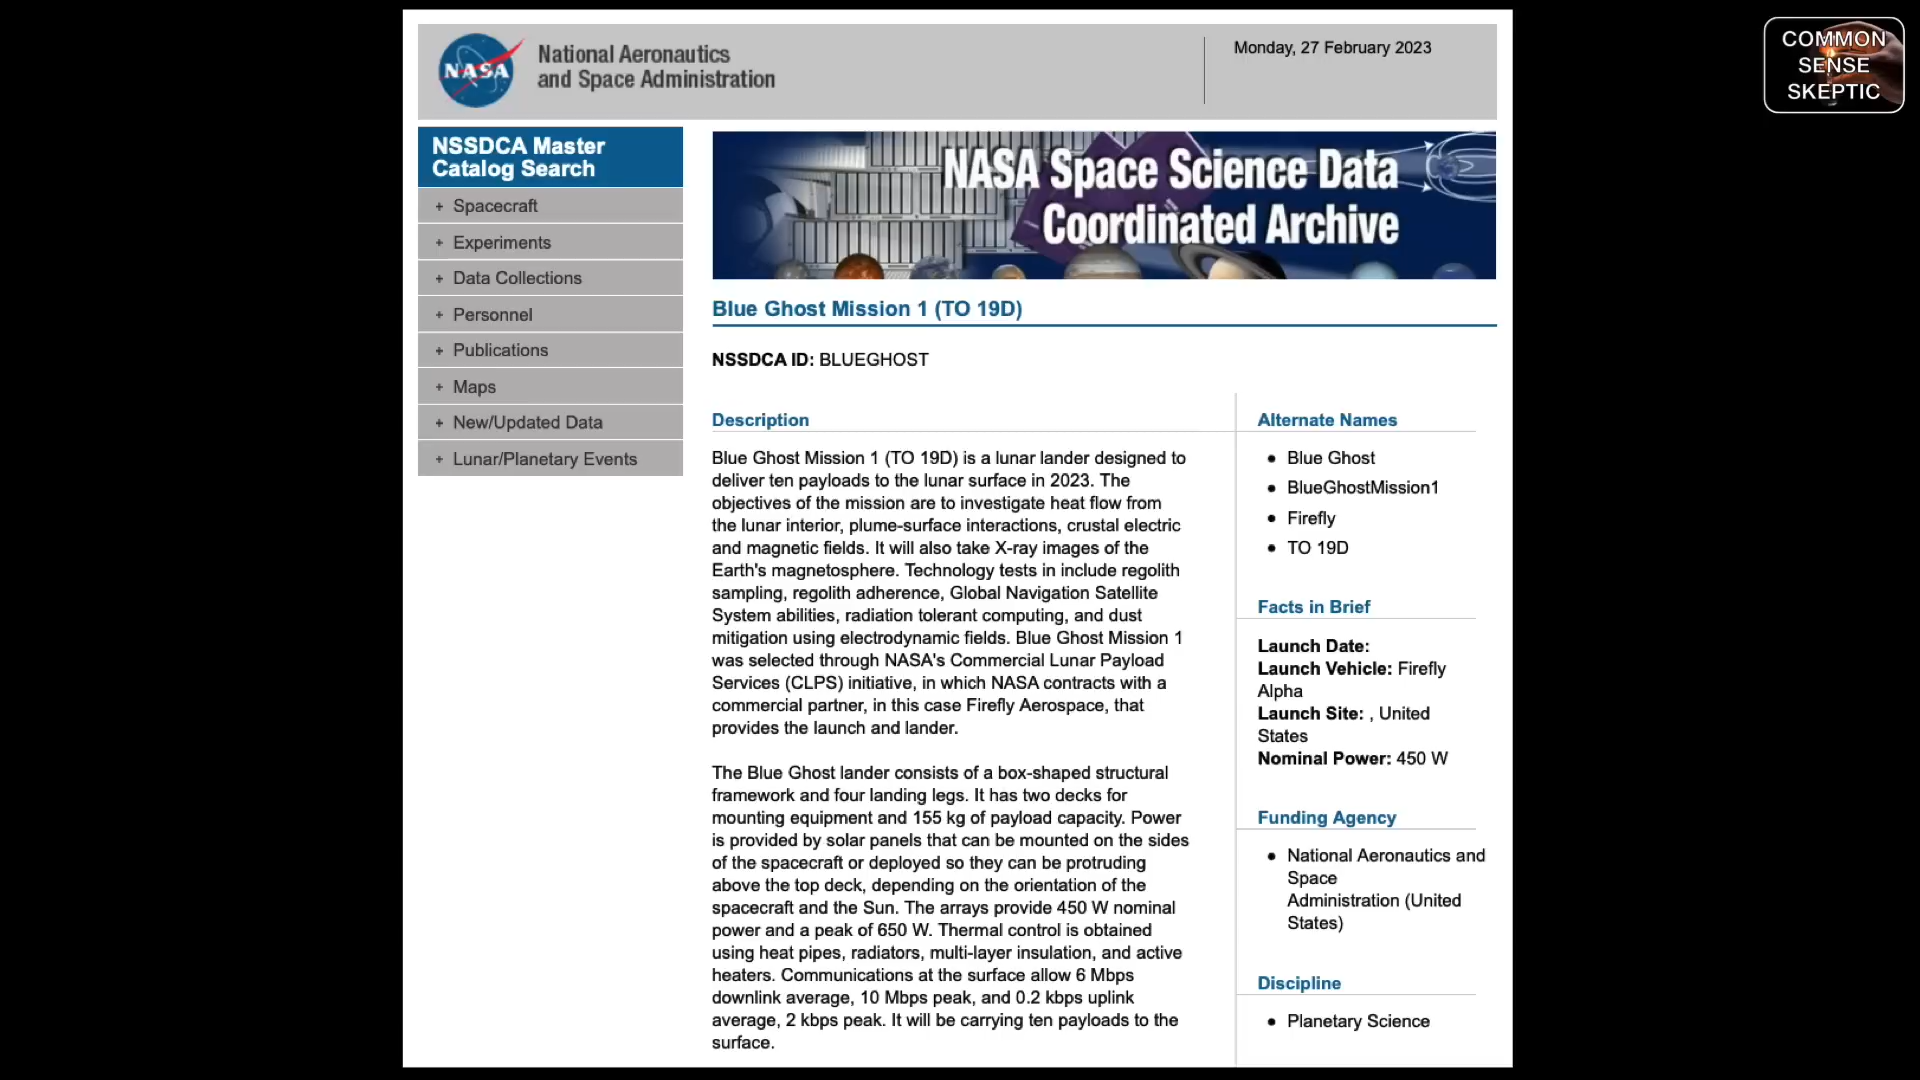 NASA
National Aeronautics
and Space Administration
Monday, 27 February 2023
COMMON
SENSE
SKEPTIC
NSSDCA Master
Catalog Search
+ Spacecraft
+ Experiments
+ Data Collections
+ Personnel
+ Publications
+ Maps
+ New/Updated Data
+ Lunar/Planetary Events
NASA Space Science Data
Coordinated Archive
Blue Ghost Mission 1 (TO 19D)
NSSDCA ID: BLUEGHOST
Description
Blue Ghost Mission 1 (TO 19D) is a lunar lander designed to
deliver ten payloads to the lunar surface in 2023. The
objectives of the mission are to investigate heat flow from
the lunar interior, plume-surface interactions, crustal electric
and magnetic fields. It will also take X-ray images of the
Earth's magnetosphere. Technology tests in include regolith
sampling, regolith adherence, Global Navigation Satellite
System abilities, radiation tolerant computing, and dust
mitigation using electrodynamic fields. Blue Ghost Mission 1
was selected through NASA's Commercial Lunar Payload
Services (CLPS) initiative, in which NASA contracts with a
commercial partner, in this case Firefly Aerospace, that
provides the launch and lander.
The Blue Ghost lander consists of a box-shaped structural
framework and four landing legs. It has two decks for
mounting equipment and 155 kg of payload capacity. Power
is provided by solar panels that can be mounted on the sides
of the spacecraft or deployed so they can be protruding
above the top deck, depending on the orientation of the
spacecraft and the Sun. The arrays provide 450 W nominal
power and a peak of 650 W. Thermal control is obtained
using heat pipes, radiators, multi-layer insulation, and active
heaters. Communications at the surface allow 6 Mbps
downlink average, 10 Mbps peak, and 0.2 kbps uplink
average, 2 kbps peak. It will be carrying ten payloads to the
surface.
Alternate Names
• Blue Ghost
• BlueGhostMission1
• Firefly
• TO 19D
Facts in Brief
Launch Date:
Launch Vehicle: Firefly
Alpha
Launch Site: , United
States
Nominal Power: 450 W
Funding Agency
• National Aeronautics and
Space
Administration (United
States)
Discipline
• Planetary Science